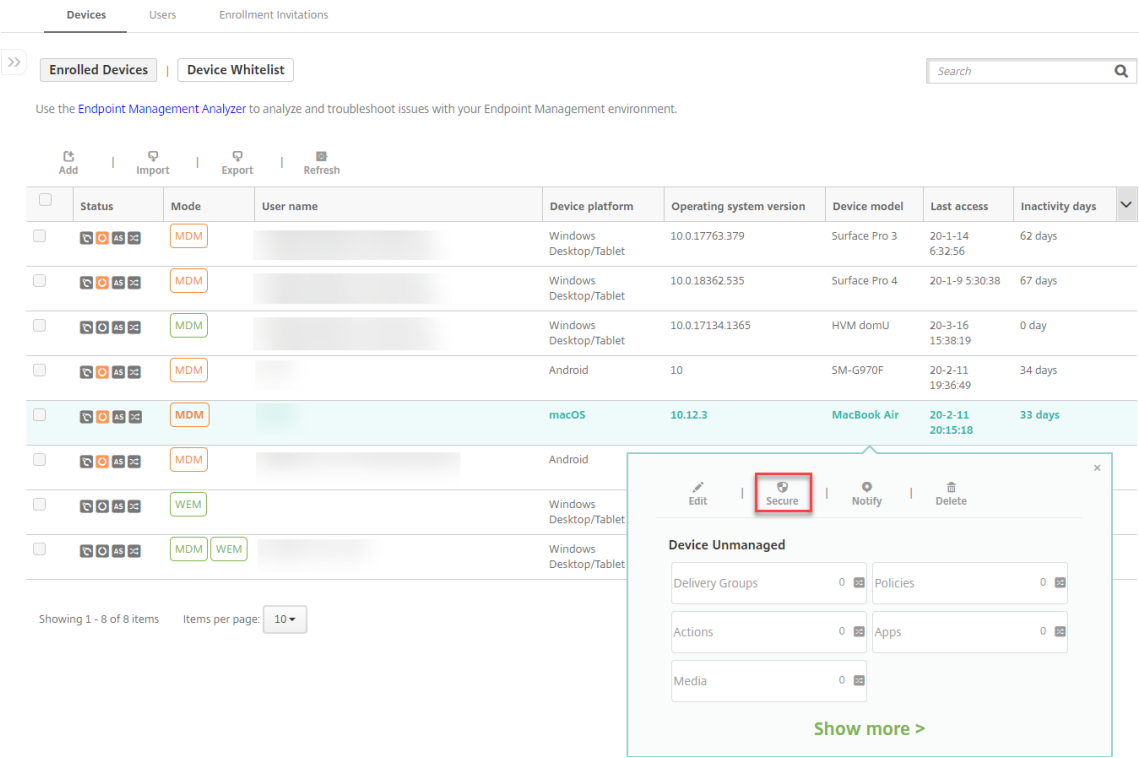 Devices Users Enrollment Invitations
Enrolled Devices | Device Whitelist
Search
Use the Endpoint Management Analyzer to analyze and troubleshoot issues with your Endpoint Management environment.
Add | Import | Export | Refresh
Status Mode User name Device platform Operating system version Device model Last access Inactivity days
AS MDM Windows Desktop/Tablet 10.0.17763.379 Surface Pro 3 20-1-14 6:32:56 62 days
AS MDM Windows Desktop/Tablet 10.0.18362.535 Surface Pro 4 20-1-9 5:30:38 67 days
AS MDM Windows Desktop/Tablet 10.0.17134.1365 HVM domU 20-3-16 15:38:19 0 day
AS MDM Android 10 SM-G970F 20-2-11 19:36:49 34 days
AS MDM macOS 10.12.3 MacBook Air 20-2-11 20:15:18 33 days
AS MDM Android
AS WEM Windows Desktop/Tablet
AS MDM WEM Windows Desktop/Tablet
Edit | Secure | Notify | Delete
Device Unmanaged
Delivery Groups 0 Policies 0
Actions 0 Apps 0
Media 0
Show more >
Showing 1 - 8 of 8 items Items per page: 10